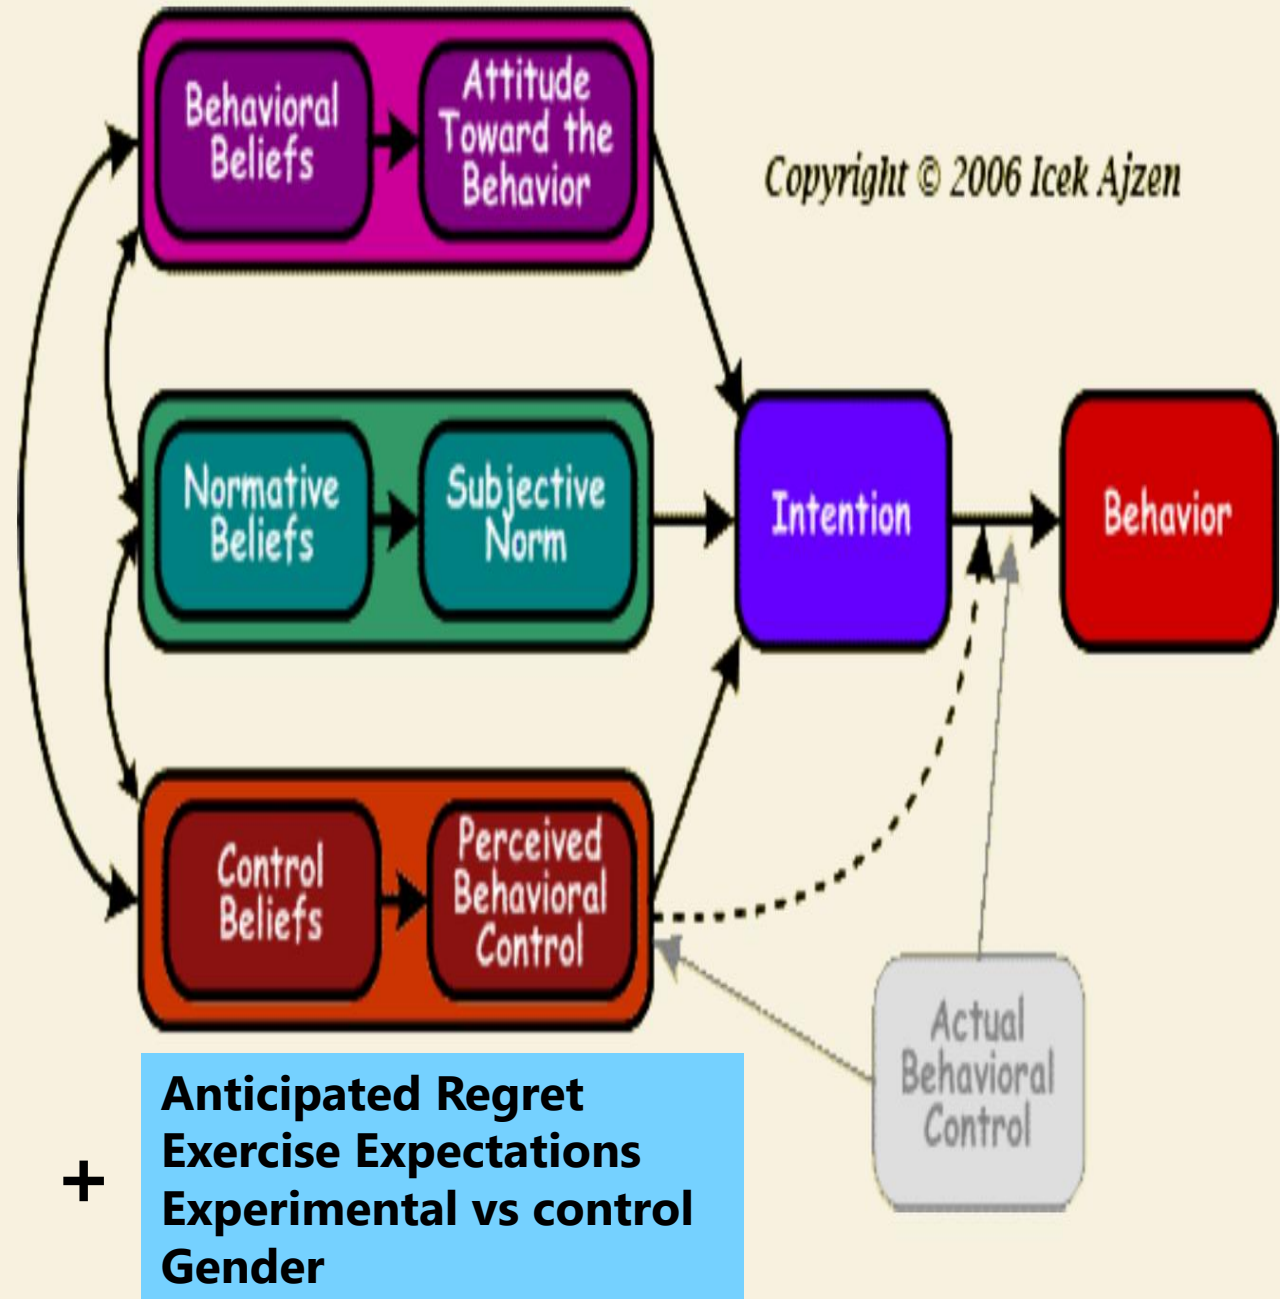 Behavioral
Beliefs
Attitude
Toward the
Behavior
Copyright © 2006 Icek Ajzen
Normative
Beliefs
Subjective
Norm
Intention
Behavior
Control
Beliefs
Perceived
Behavioral
Control
Actual
Behavioral
Control
+
Anticipated Regret
Exercise Expectations
Experimental vs control
Gender